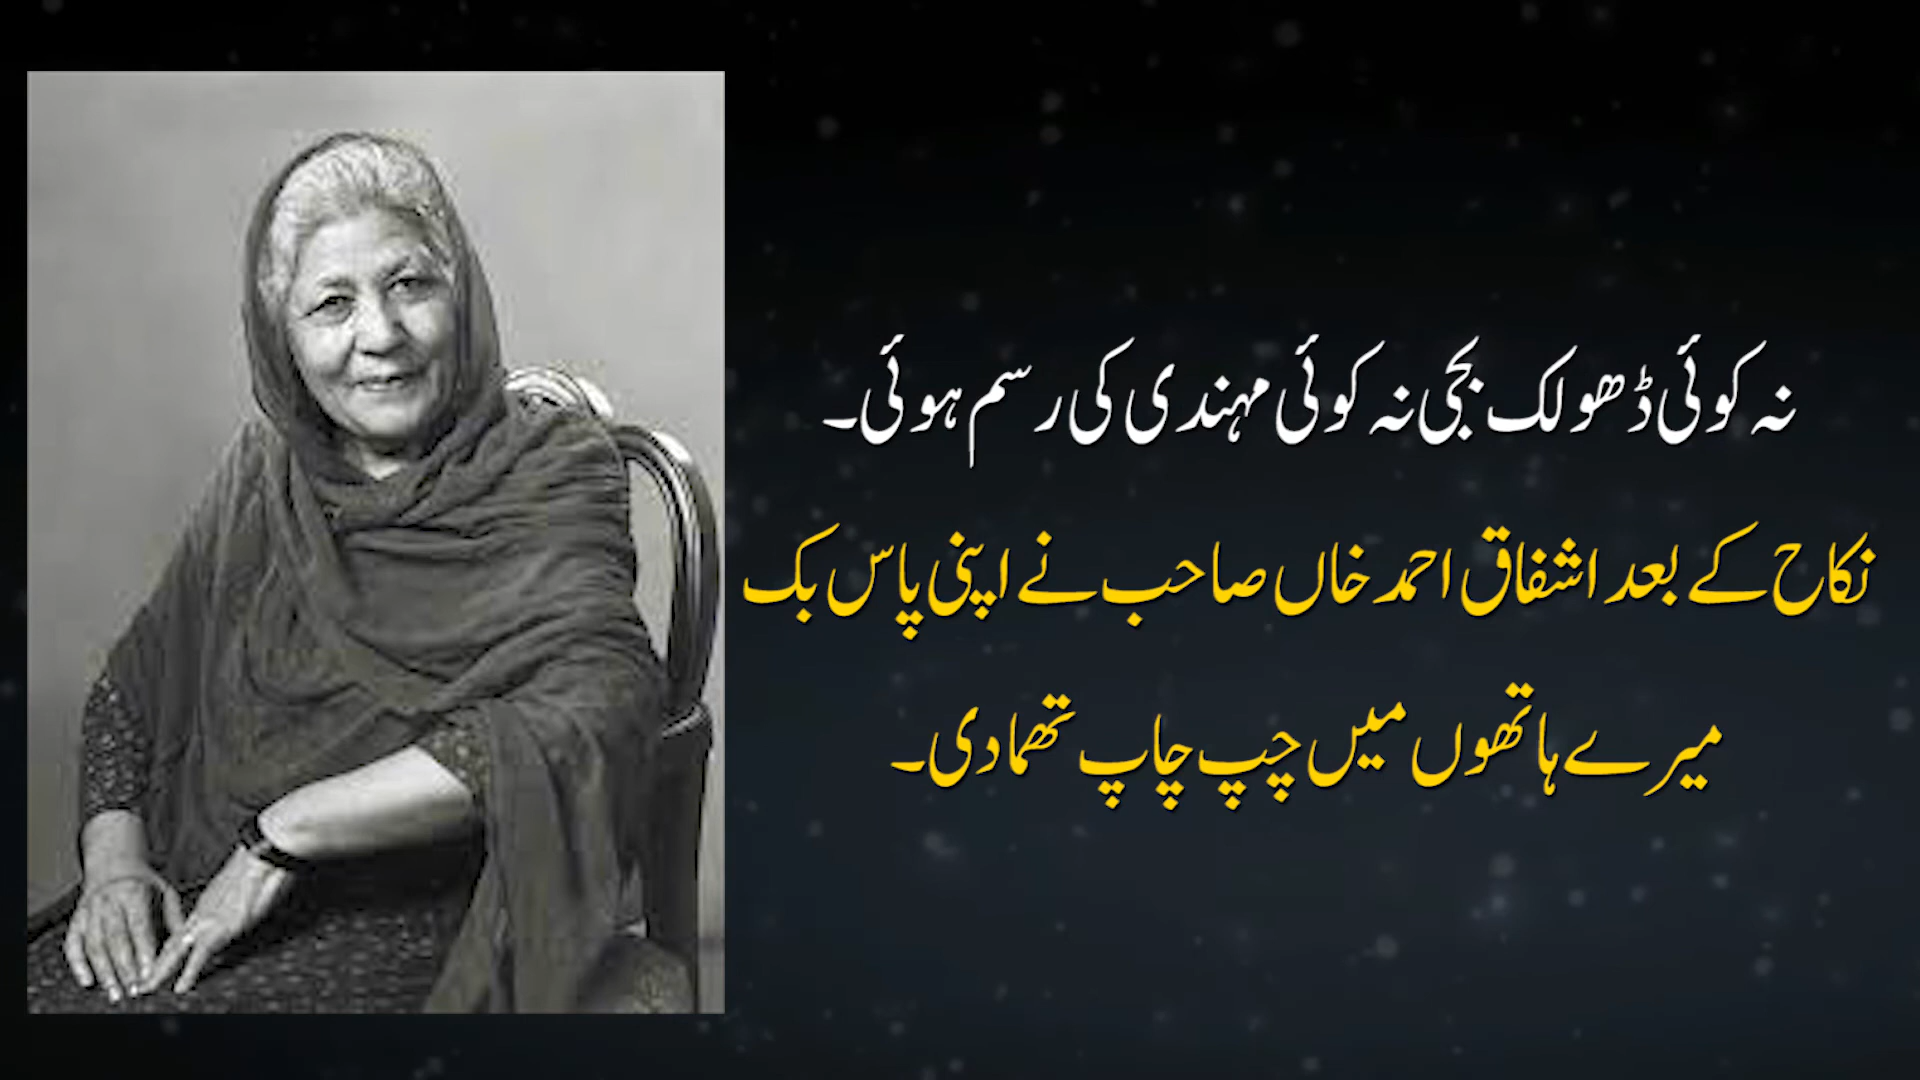 نہ کوئی ڈھولک بجی نہ کوئی مہندی کی رسم ہوئی۔
نکاح کے بعد اشفاق احمد خاں صاحب نے اپنی پاس بک
میرے ہاتھوں میں چپ چاپ تھما دی۔